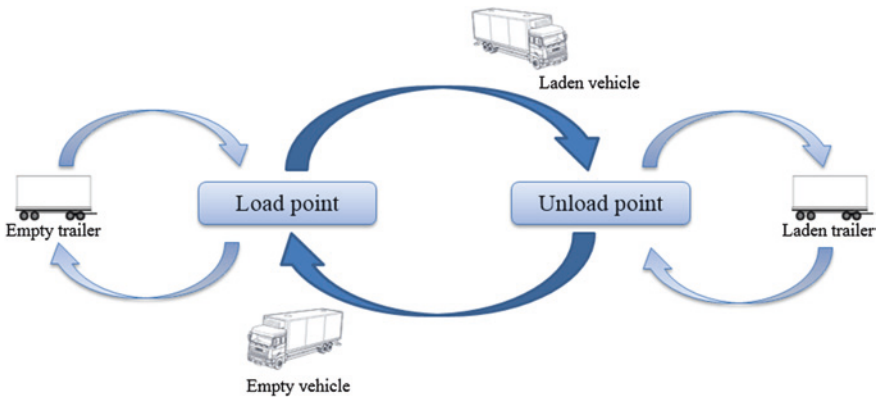 Laden vehicle
Load point
Unload point
Empty trailer
Laden trailer
Empty vehicle